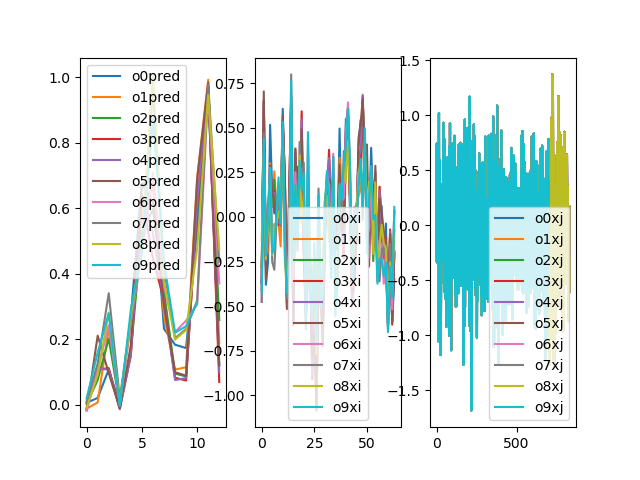 1.0
0.8
0.6
0.4
0.2
0.0
0
5
10
o0pred
o1pred
o2pred
o3pred
o4pred
o5pred
o6pred
o7pred
o8pred
o9pred
0.75
0.50
0.25
0.00
−0.25
−0.50
−0.75
−1.00
0
25
50
o0xi
o1xi
o2xi
o3xi
o4xi
o5xi
o6xi
o7xi
o8xi
o9xi
1.5
1.0
0.5
0.0
−0.5
−1.0
−1.5
0
500
o0xj
o1xj
o2xj
o3xj
o4xj
o5xj
o6xj
o7xj
o8xj
o9xj